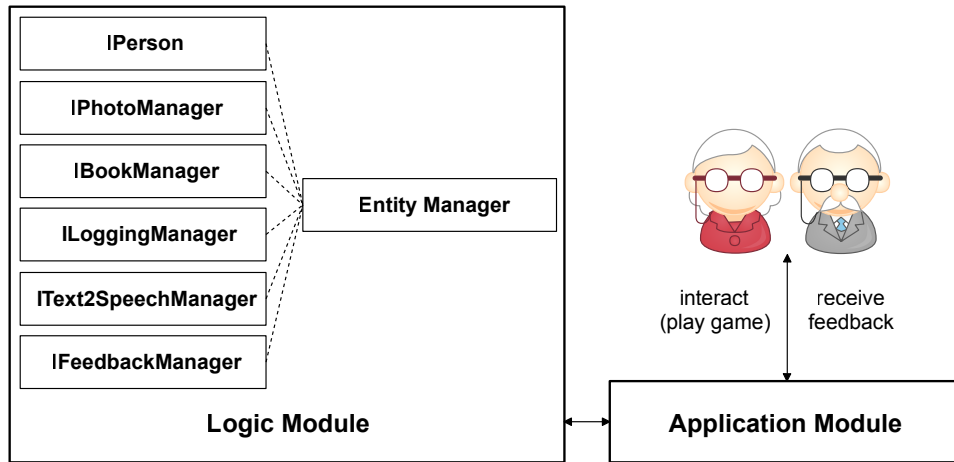 IPerson
IPhotoManager
IBookManager
ILoggingManager
IText2SpeechManager
IFeedbackManager
Entity Manager
Logic Module
interact
(play game)
receive
feedback
Application Module